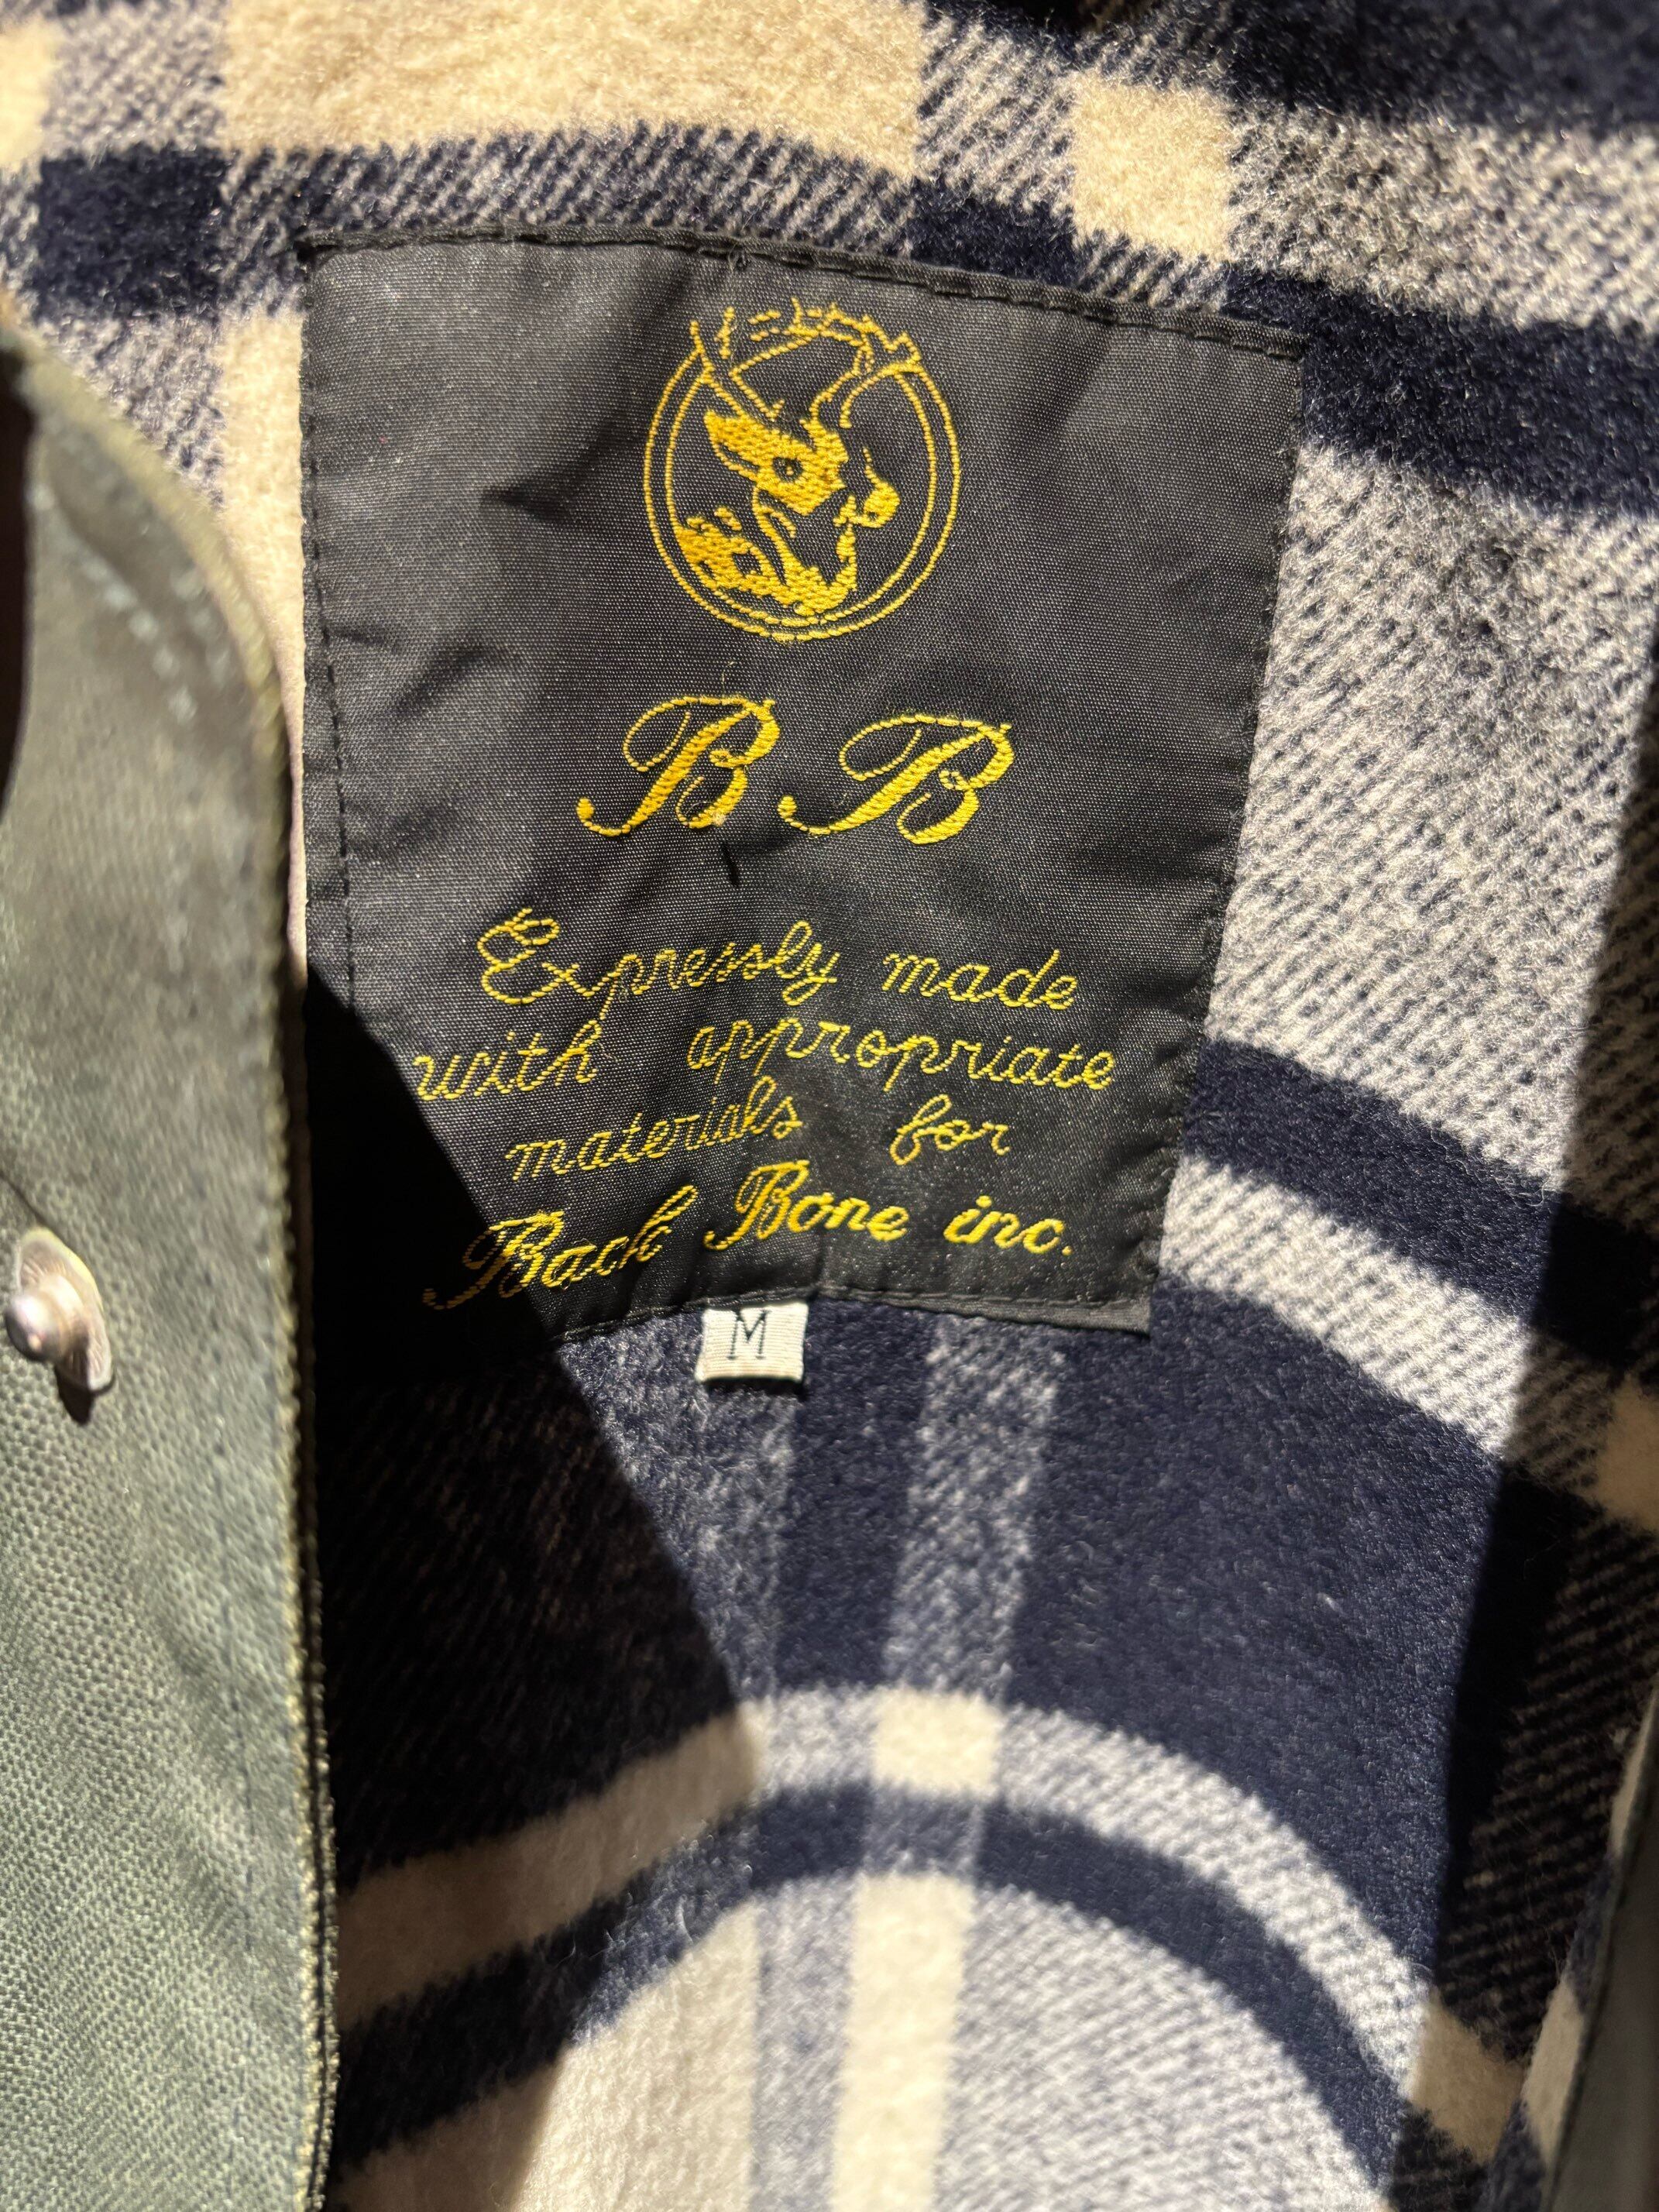 BB
Expressly made
with appropriate
materials for
Back Bone inc.
M